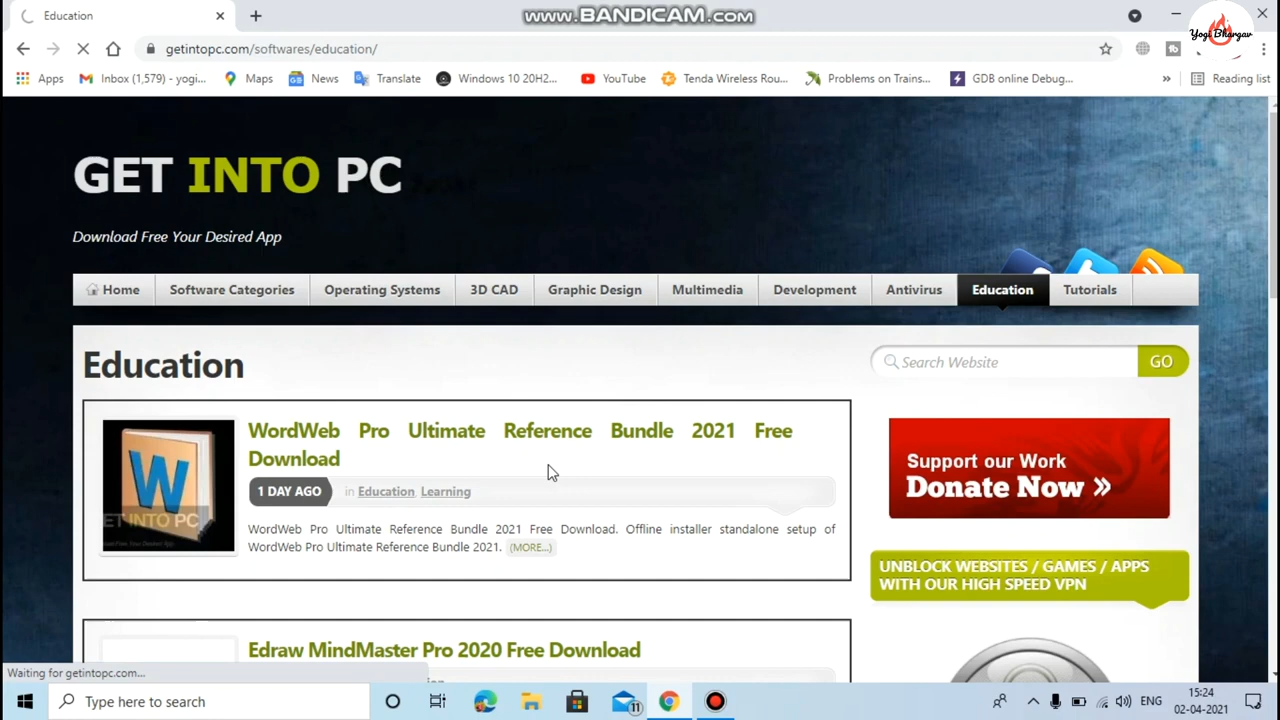 Education
www.BANDICAM.com
Yogi Bhargav
getintopc.com/softwares/education/
Apps
Inbox (1,579) - yogi...
Maps
News
Translate
Windows 10 20H2...
YouTube
Tenda Wireless Rou...
Problems on Trains...
GDB online Debug...
»
Reading list
GET INTO PC
Download Free Your Desired App
Home
Software Categories
Operating Systems
3D CAD
Graphic Design
Multimedia
Development
Antivirus
Education
Tutorials
Education
Search Website
GO
W
GET INTO PC
WordWeb Pro Ultimate Reference Bundle 2021 Free
Download
1 DAY AGO
in Education, Learning
WordWeb Pro Ultimate Reference Bundle 2021 Free Download. Offline installer standalone setup of
WordWeb Pro Ultimate Reference Bundle 2021. (MORE...)
Support our Work
Donate Now »
UNBLOCK WEBSITES / GAMES / APPS
WITH OUR HIGH SPEED VPN
Edraw MindMaster Pro 2020 Free Download
Waiting for getintopc.com...
Type here to search
11
ENG
15:24
02-04-2021